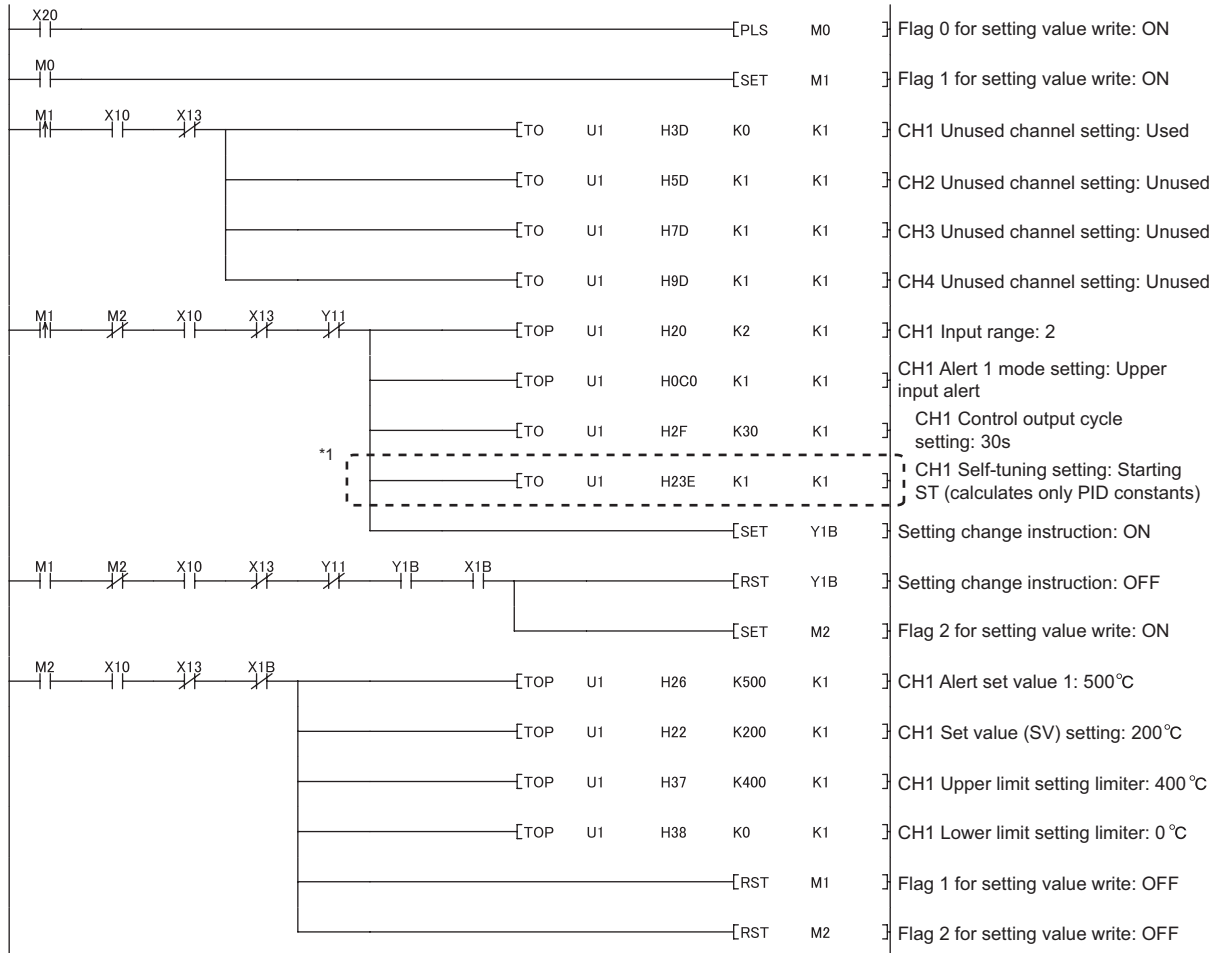 X20
[PLS M0 ] Flag 0 for setting value write: ON
M0
[SET M1 ] Flag 1 for setting value write: ON
M1 X10 X13
[TO U1 H3D K0 K1 ] CH1 Unused channel setting: Used
[TO U1 H5D K1 K1 ] CH2 Unused channel setting: Unused
[TO U1 H7D K1 K1 ] CH3 Unused channel setting: Unused
[TO U1 H9D K1 K1 ] CH4 Unused channel setting: Unused
M1 M2 X10 X13 Y11
[TOP U1 H20 K2 K1 ] CH1 Input range: 2
[TOP U1 H0C0 K1 K1 ] CH1 Alert 1 mode setting: Upper
input alert
[TO U1 H2F K30 K1 ] CH1 Control output cycle
setting: 30s
*1
[TO U1 H23E K1 K1 ] CH1 Self-tuning setting: Starting
ST (calculates only PID constants)
[SET Y1B ] Setting change instruction: ON
M1 M2 X10 X13 Y11 Y1B X1B
[RST Y1B ] Setting change instruction: OFF
[SET M2 ] Flag 2 for setting value write: ON
M2 X10 X13 X1B
[TOP U1 H26 K500 K1 ] CH1 Alert set value 1: 500℃
[TOP U1 H22 K200 K1 ] CH1 Set value (SV) setting: 200℃
[TOP U1 H37 K400 K1 ] CH1 Upper limit setting limiter: 400℃
[TOP U1 H38 K0 K1 ] CH1 Lower limit setting limiter: 0℃
[RST M1 ] Flag 1 for setting value write: OFF
[RST M2 ] Flag 2 for setting value write: OFF